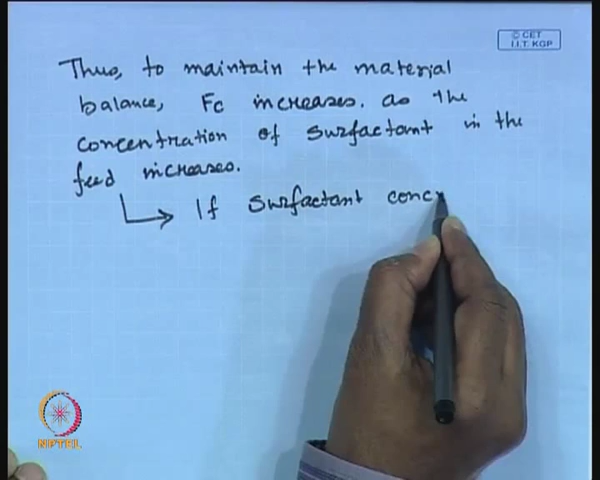 © CET
I.I.T. KGP
Thus, to maintain the material
balance, Fc increases. as the
concentration of surfactant in the
feed increases.
If surfactant conc
NPTEL